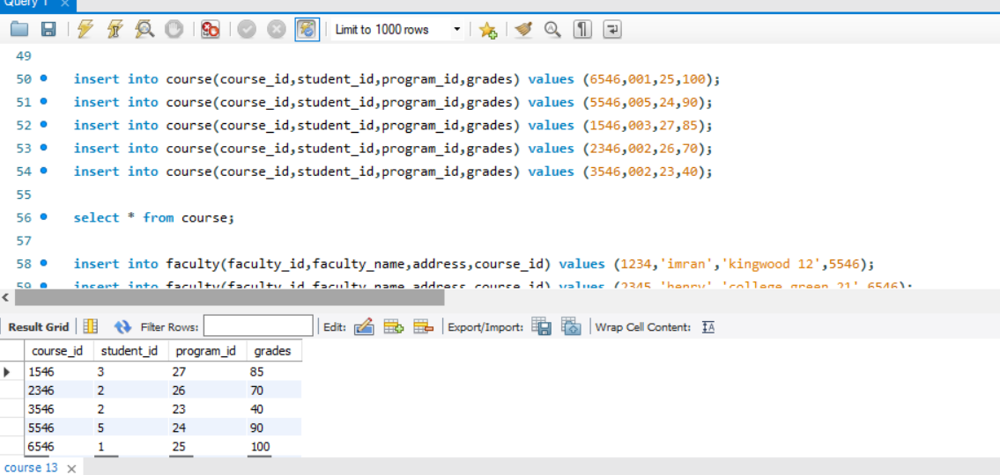 Query 1 ×
Limit to 1000 rows
49
50 insert into course(course_id,student_id,program_id,grades) values (6546,001,25,100);
51 insert into course(course_id,student_id,program_id,grades) values (5546,005,24,90);
52 insert into course(course_id,student_id,program_id,grades) values (1546,003,27,85);
53 insert into course(course_id,student_id,program_id,grades) values (2346,002,26,70);
54 insert into course(course_id,student_id,program_id,grades) values (3546,002,23,40);
55
56 select * from course;
57
58 insert into faculty(faculty_id,faculty_name,address,course_id) values (1234,'imran','kingwood 12',5546);
59 insert into faculty(faculty_id,faculty_name,address,course_id) values (2345,'henry','college green 21',6546);
Result Grid Filter Rows: Edit: Export/Import: Wrap Cell Content: IA
course_id student_id program_id grades
1546 3 27 85
2346 2 26 70
3546 2 23 40
5546 5 24 90
6546 1 25 100
course 13 ×